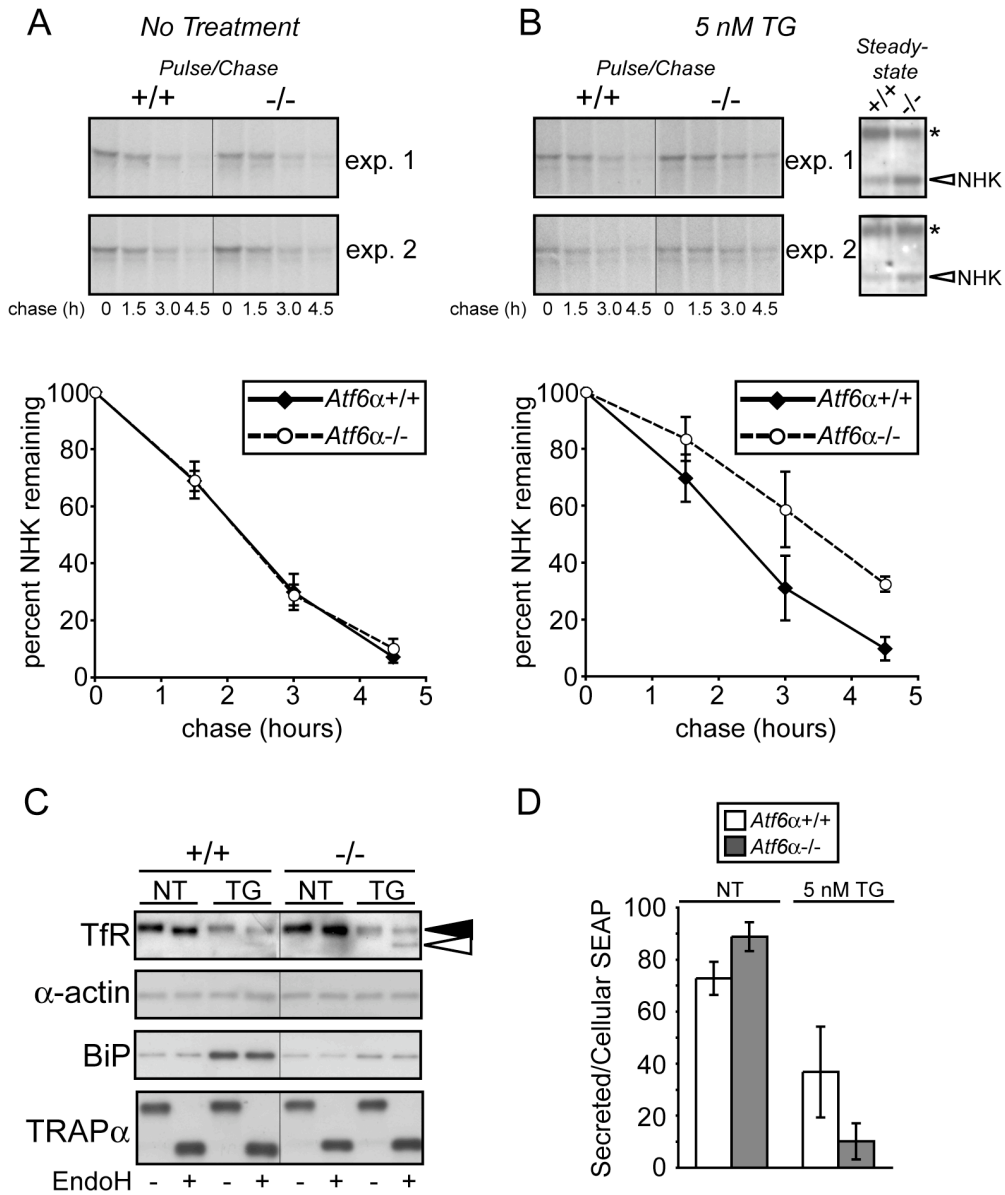 A
No Treatment
Pulse/Chase
+/+ -/-
exp. 1
exp. 2
chase (h) 0 1.5 3.0 4.5 0 1.5 3.0 4.5
B
5 nM TG
Pulse/Chase
+/+ -/-
exp. 1
exp. 2
chase (h) 0 1.5 3.0 4.5 0 1.5 3.0 4.5
Steady-
state
+/+ -/-
*
NHK
*
NHK
percent NHK remaining
100
80
60
40
20
0
0 1 2 3 4 5
chase (hours)
Atf6α+/+
Atf6α-/-
percent NHK remaining
100
80
60
40
20
0
0 1 2 3 4 5
chase (hours)
Atf6α+/+
Atf6α-/-
C
+/+ -/-
NT TG NT TG
TfR
α-actin
BiP
TRAPα
EndoH - + - + - + - +
D
Atf6α+/+
Atf6α-/-
NT 5 nM TG
Secreted/Cellular SEAP
100
90
80
70
60
50
40
30
20
10
0